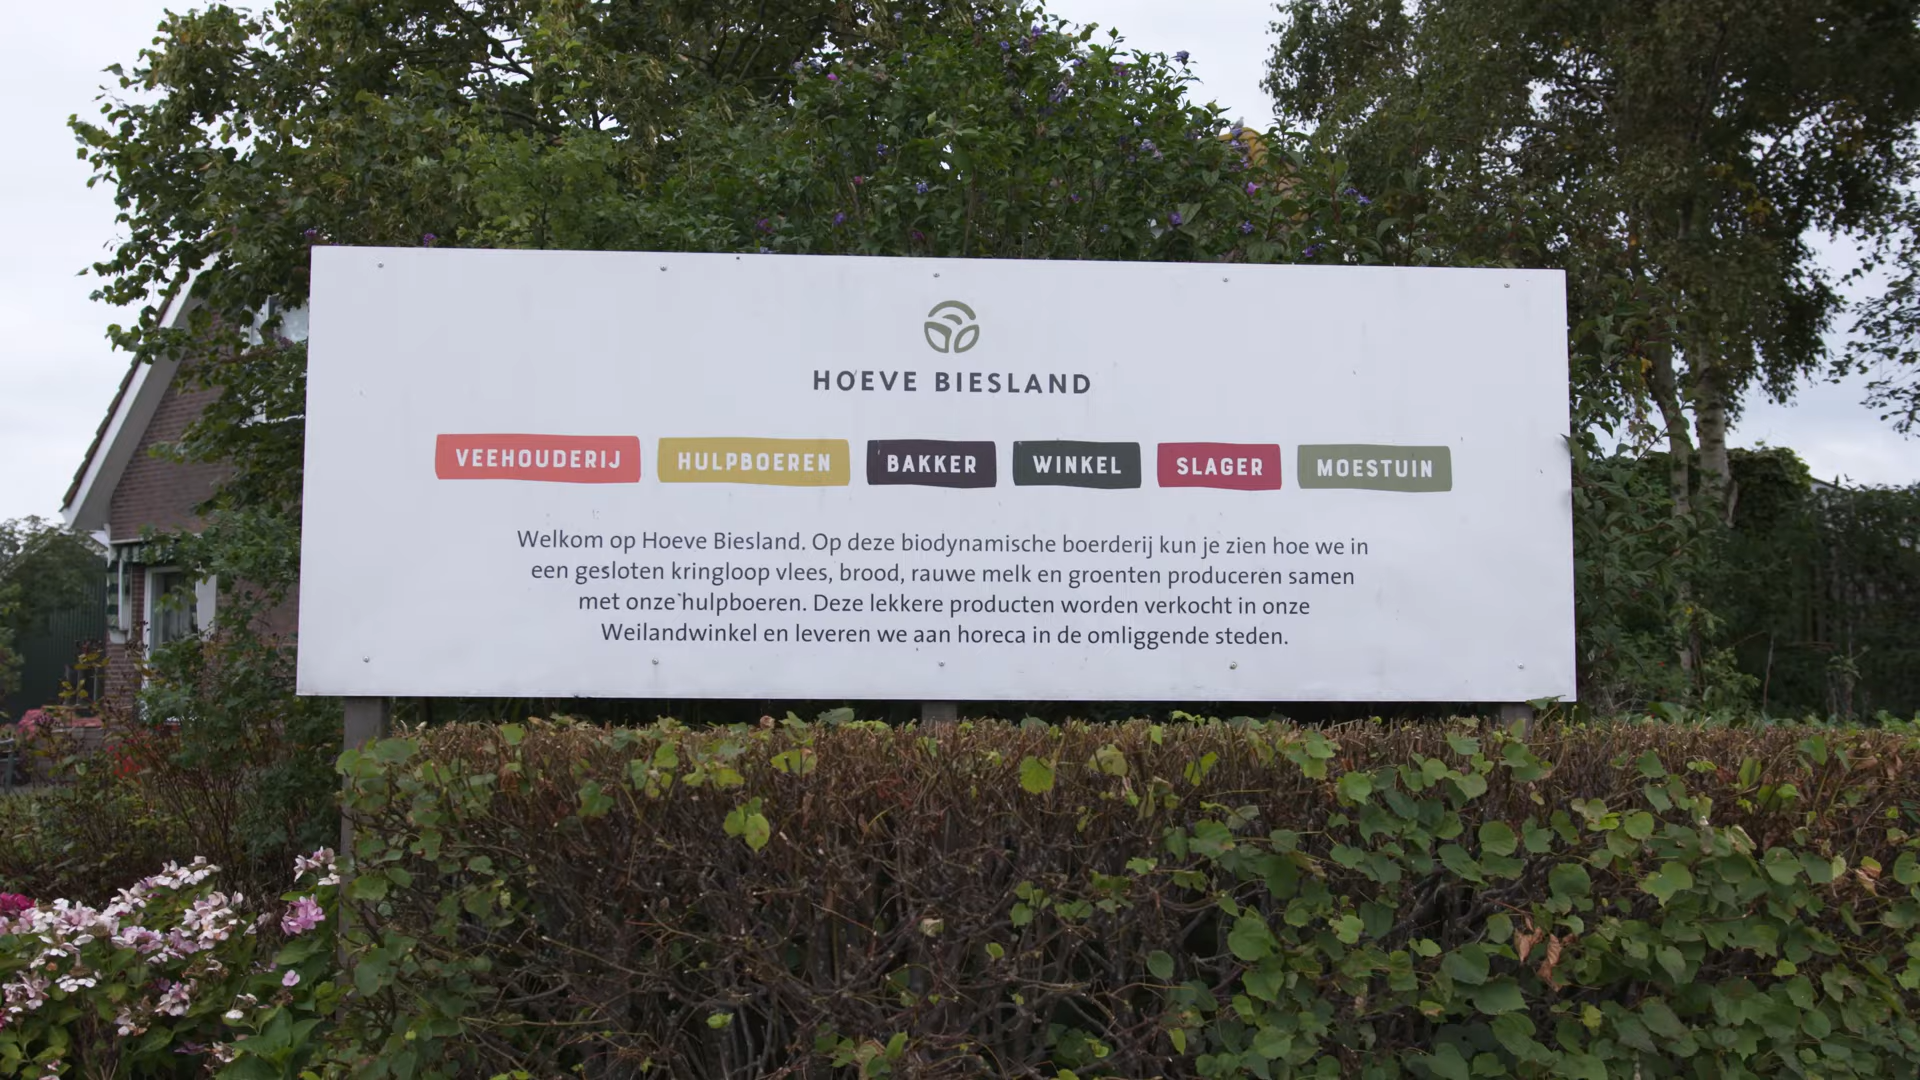 HOEVE BIESLAND
VEEHOUDERIJ HULPBOEREN BAKKER WINKEL SLAGER MOESTUIN
Welkom op Hoeve Biesland. Op deze biodynamische boerderij kun je zien hoe we in
een gesloten kringloop vlees, brood, rauwe melk en groenten produceren samen
met onze hulpboeren. Deze lekkere producten worden verkocht in onze
Weilandwinkel en leveren we aan horeca in de omliggende steden.